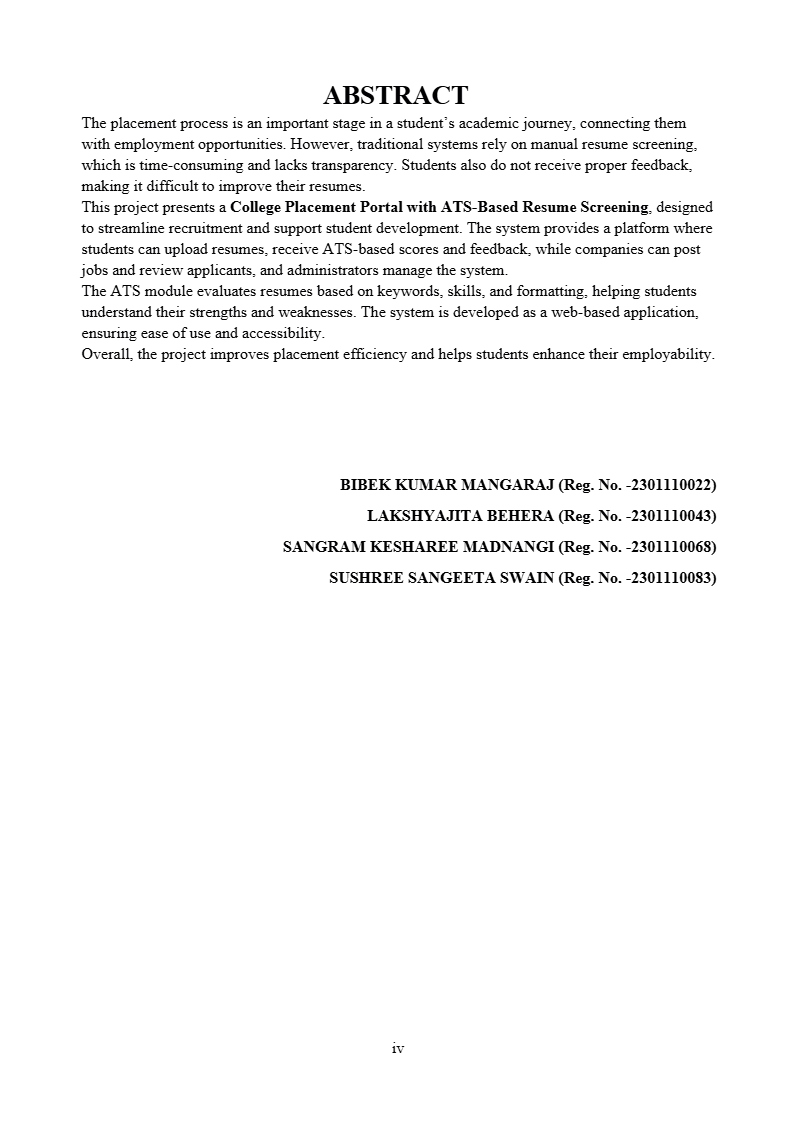 ABSTRACT
The placement process is an important stage in a student’s academic journey, connecting them
with employment opportunities. However, traditional systems rely on manual resume screening,
which is time-consuming and lacks transparency. Students also do not receive proper feedback,
making it difficult to improve their resumes.
This project presents a College Placement Portal with ATS-Based Resume Screening, designed
to streamline recruitment and support student development. The system provides a platform where
students can upload resumes, receive ATS-based scores and feedback, while companies can post
jobs and review applicants, and administrators manage the system.
The ATS module evaluates resumes based on keywords, skills, and formatting, helping students
understand their strengths and weaknesses. The system is developed as a web-based application,
ensuring ease of use and accessibility.
Overall, the project improves placement efficiency and helps students enhance their employability.
BIBEK KUMAR MANGARAJ (Reg. No. -2301110022)
LAKSHYAJITA BEHERA (Reg. No. -2301110043)
SANGRAM KESHAREE MADNANGI (Reg. No. -2301110068)
SUSHREE SANGEETA SWAIN (Reg. No. -2301110083)
iv